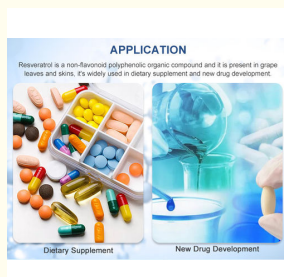 APPLICATION
Resveratrol is a non-flavonoid polyphenolic organic compound and it is present in grape
leaves and skins, it's widely used in dietary supplement and new drug development.
Dietary Supplement
New Drug Development